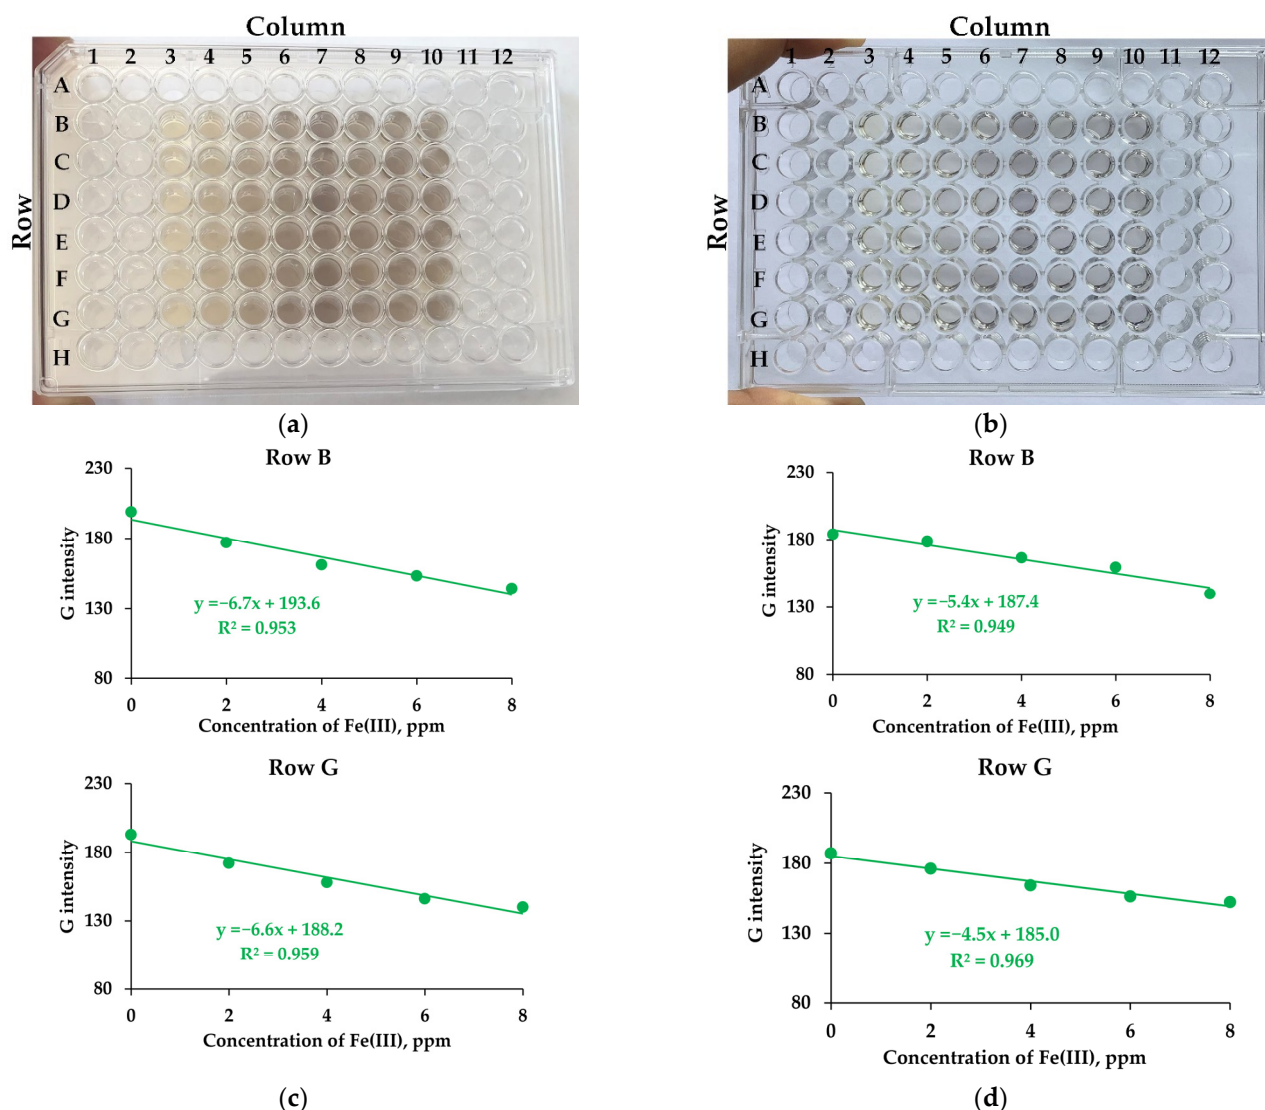 Column
1 2 3 4 5 6 7 8 9 10 11 12
Row
A
B
C
D
E
F
G
H
(a)
Column
1 2 3 4 5 6 7 8 9 10 11 12
Row
A
B
C
D
E
F
G
H
(b)
Row B
G intensity
230
180
130
80
y =−6.7x + 193.6
R² = 0.953
0 2 4 6 8
Concentration of Fe(III), ppm
Row B
G intensity
230
180
130
80
y =−5.4x + 187.4
R² = 0.949
0 2 4 6 8
Concentration of Fe(III), ppm
Row G
G intensity
230
180
130
80
y =−6.6x + 188.2
R² = 0.959
0 2 4 6 8
Concentration of Fe(III), ppm
(c)
Row G
G intensity
230
180
130
80
y =−4.5x + 185.0
R² = 0.969
0 2 4 6 8
Concentration of Fe(III), ppm
(d)